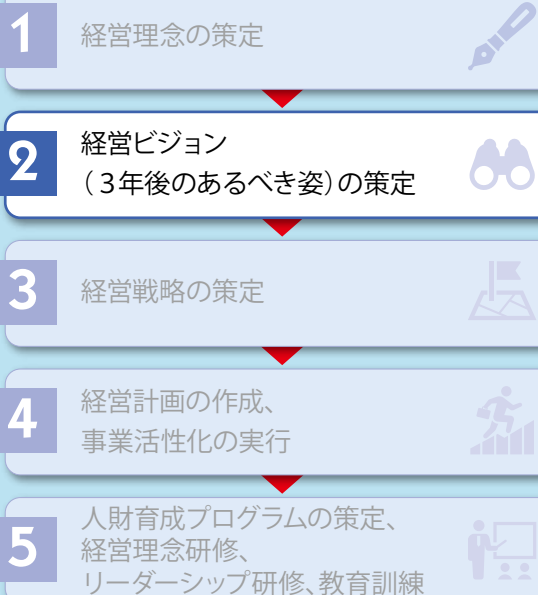 1
経営理念の策定
2
経営ビジョン
（３年後のあるべき姿）の策定
3
経営戦略の策定
4
経営計画の作成、
事業活性化の実行
5
人財育成プログラムの策定、
経営理念研修、
リーダーシップ研修、教育訓練